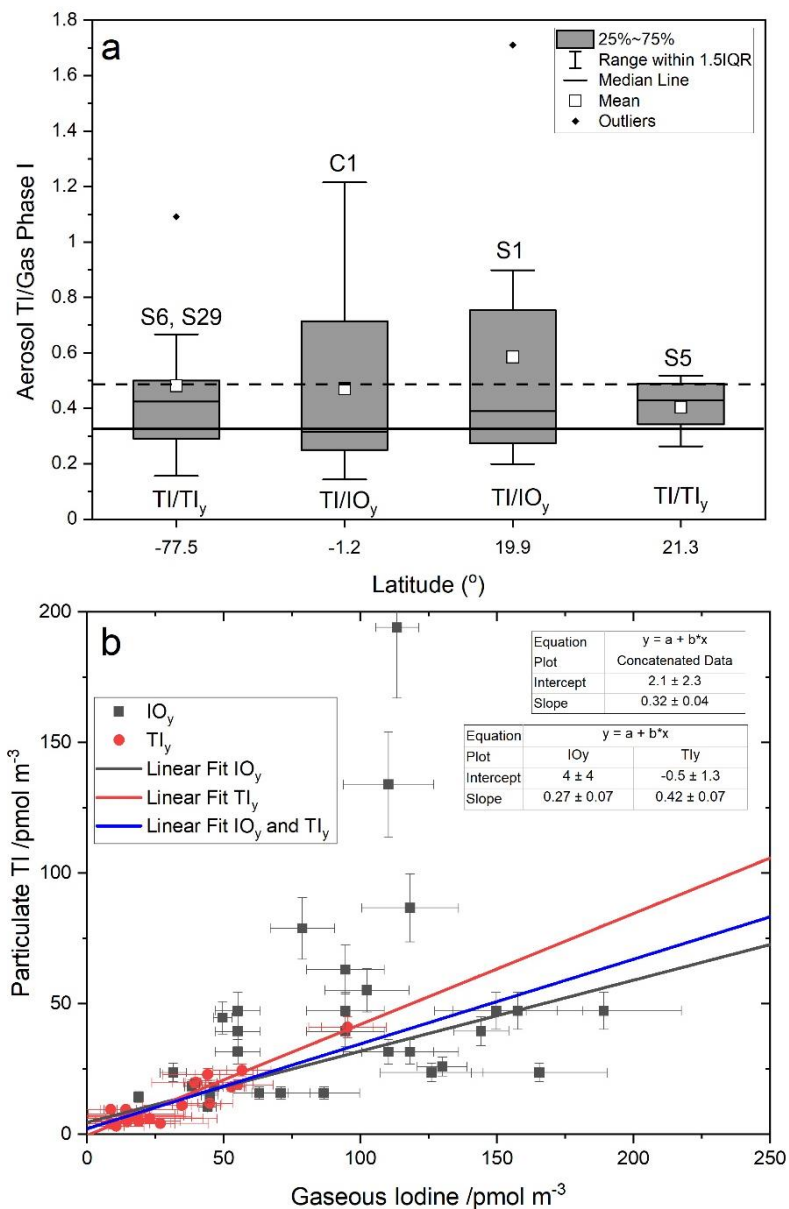 a
25%~75%
Range within 1.5IQR
Median Line
Mean
Outliers
1.8
1.6
1.4
1.2
1.0
0.8
0.6
0.4
0.2
0
Aerosol TI/Gas Phase I
S6, S29
C1
S1
S5
TI/TIy
TI/IOy
TI/IOy
TI/TIy
-77.5
-1.2
19.9
21.3
Latitude (º)
b
200
150
100
50
0
Particulate TI /pmol m-3
IOy
TIy
Linear Fit IOy
Linear Fit TIy
Linear Fit IOy and TIy
Equation y = a + b*x
Plot Concatenated Data
Intercept 2.1 ± 2.3
Slope 0.32 ± 0.04
Equation y = a + b*x
Plot IOy TIy
Intercept 4 ± 4 -0.5 ± 1.3
Slope 0.27 ± 0.07 0.42 ± 0.07
0 50 100 150 200 250
Gaseous Iodine /pmol m-3